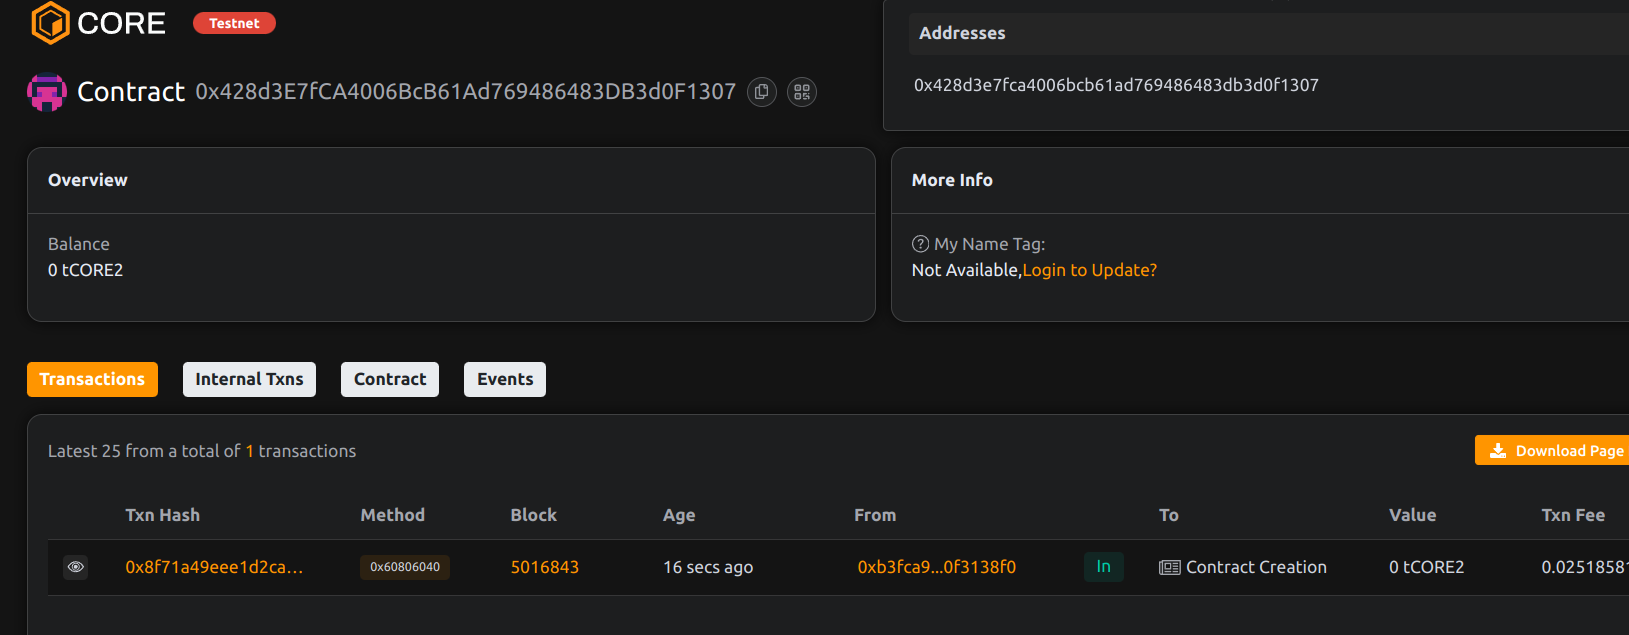 CORE
Testnet
Addresses
0x428d3e7fca4006bcb61ad769486483db3d0f1307
Contract 0x428d3E7fCA4006BcB61Ad769486483DB3d0F1307
Overview
Balance
0 tCORE2
More Info
My Name Tag:
Not Available,Login to Update?
Transactions
Internal Txns
Contract
Events
Latest 25 from a total of 1 transactions
Download Page
Txn Hash Method Block Age From To Value Txn Fee
0x8f71a49eee1d2ca... 0x60806040 5016843 16 secs ago 0xb3fca9...0f3138f0 In Contract Creation 0 tCORE2 0.02518581